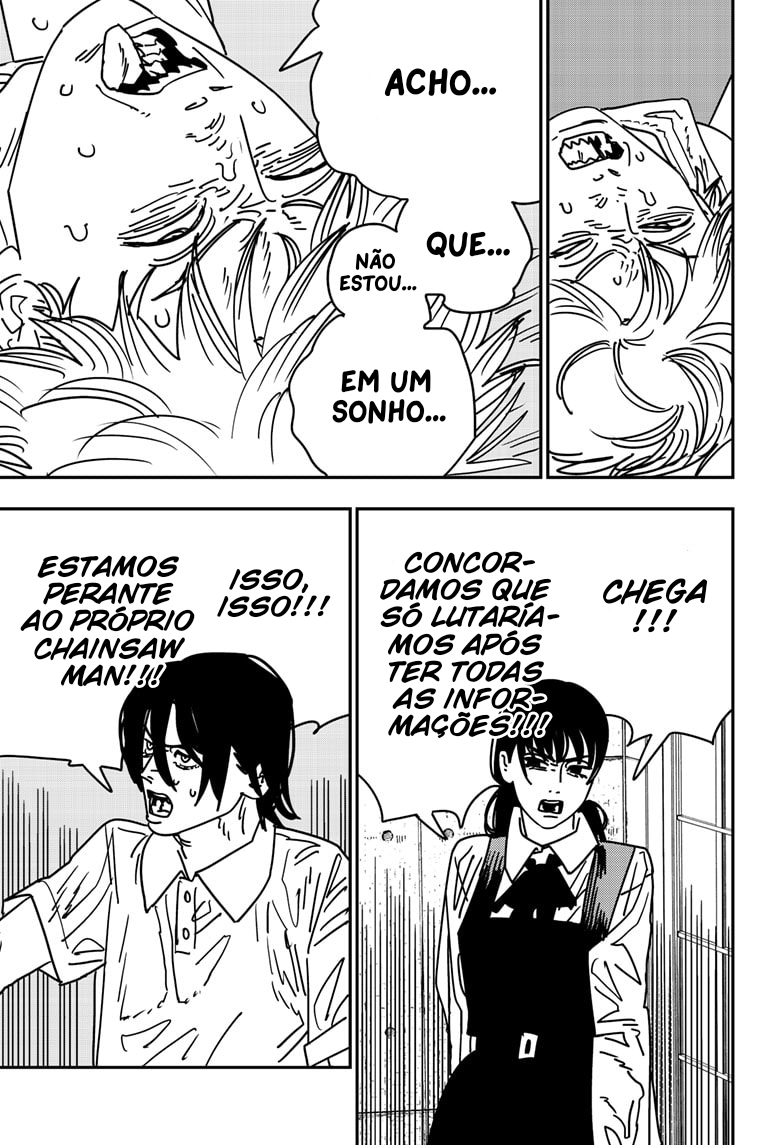 ACHO...
QUE...
NÃO
ESTOU...
EM UM
SONHO...
CHEGA
!!!
CONCOR-
DAMOS QUE
SÓ LUTARÍA-
MOS APÓS
TER TODAS
AS INFOR-
MAÇÕES!!!
ISSO,
ISSO!!!
ESTAMOS
PERANTE
AO PRÓPRIO
CHAINSAW
MAN!!!